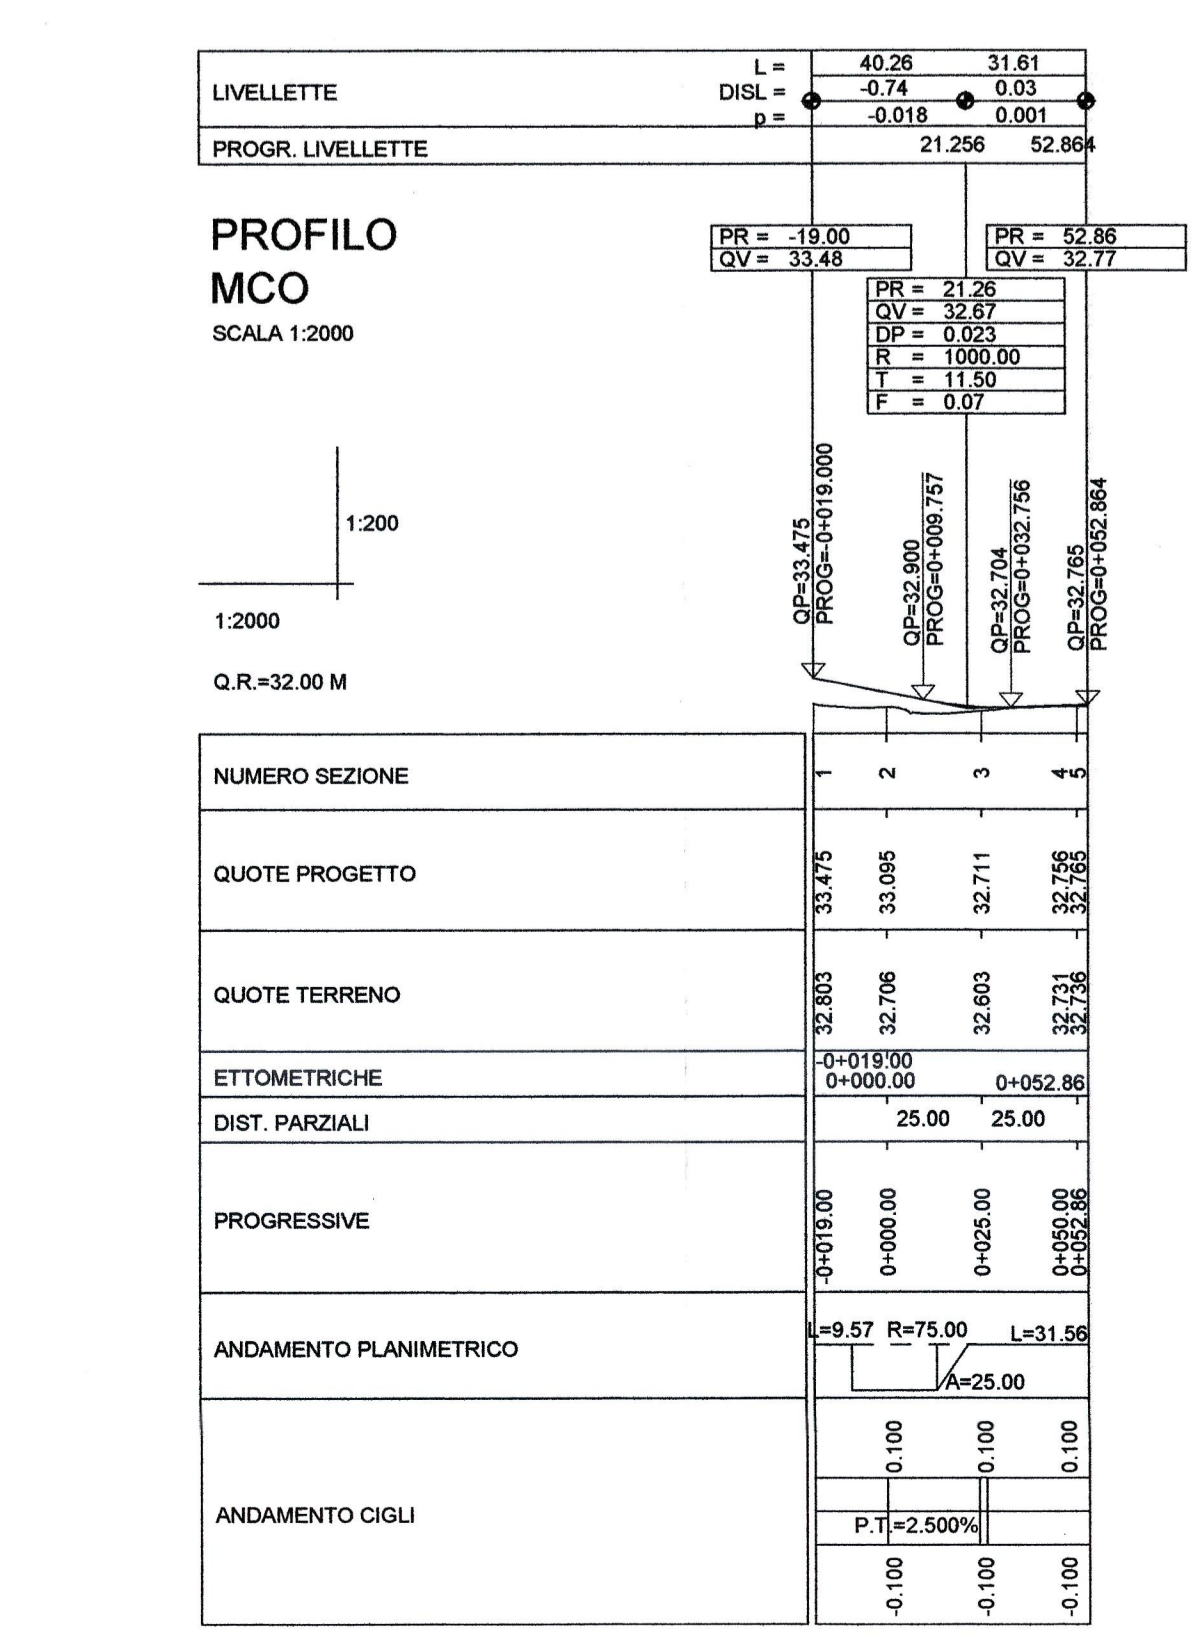 LIVELLETTE
L = 40.26 31.61
DISL = -0.74 0.03
p = -0.018 0.001
PROGR. LIVELLETTE 21.256 52.864
PROFILO
MCO
SCALA 1:2000
PR = -19.00
QV = 33.48
PR = 52.86
QV = 32.77
PR = 21.26
QV = 32.67
DP = 0.023
R = 1000.00
T = 11.50
F = 0.07
1:200
1:2000
Q.R.=32.00 M
QP=33.475
PROG=-0+019.000
QP=32.900
PROG=0+009.757
QP=32.704
PROG=0+032.756
QP=32.765
PROG=0+052.864
NUMERO SEZIONE 1 2 3 4 5
QUOTE PROGETTO 33.475 33.095 32.711 32.756 32.765
QUOTE TERRENO 32.803 32.706 32.603 32.731 32.736
ETTOMETRICHE
-0+019.00
0+000.00 0+052.86
DIST. PARZIALI 25.00 25.00
PROGRESSIVE -0+019.00 0+000.00 0+025.00 0+050.00 0+052.86
ANDAMENTO PLANIMETRICO
L=9.57 R=75.00 L=31.56
A=25.00
ANDAMENTO CIGLI
0.100 0.100 0.100
P.T.=2.500%
-0.100 -0.100 -0.100